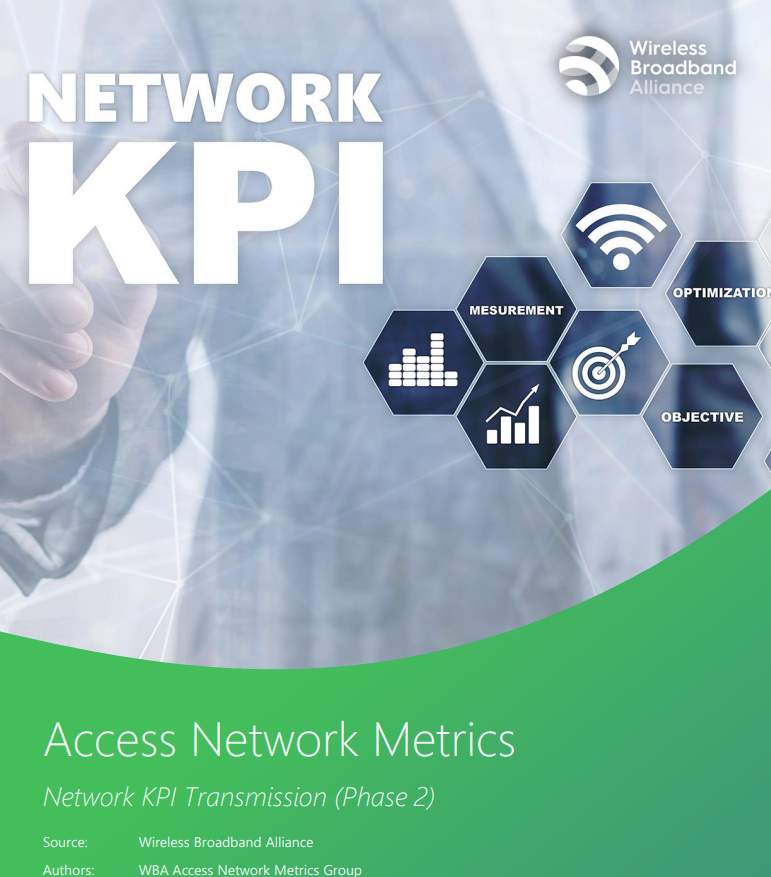 Wireless
Broadband
Alliance
NETWORK
KPI
OPTIMIZATION
MESUREMENT
OBJECTIVE
Access Network Metrics
Network KPI Transmission (Phase 2)
Source: Wireless Broadband Alliance
Authors: WBA Access Network Metrics Group